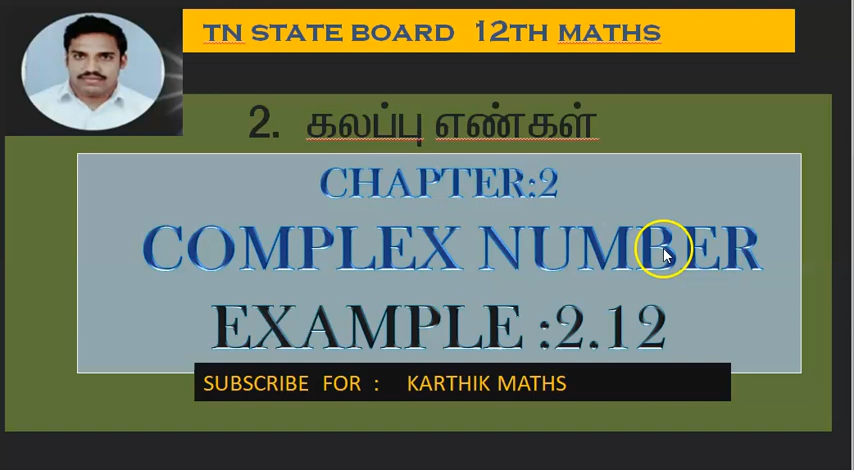 TN STATE BOARD 12TH MATHS
2. கலப்பு எண்கள்
CHAPTER:2
COMPLEX NUMBER
EXAMPLE :2.12
SUBSCRIBE FOR : KARTHIK MATHS